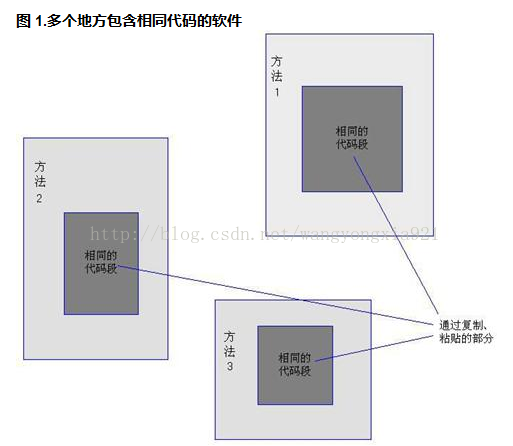 图 1.多个地方包含相同代码的软件
方
法
1
相同的
代码段
方
法
2
相同的
代码段
http://blog.csdn.net/wangyongxia921
方
法
3
相同的
代码段
通过复制、
粘贴的部分